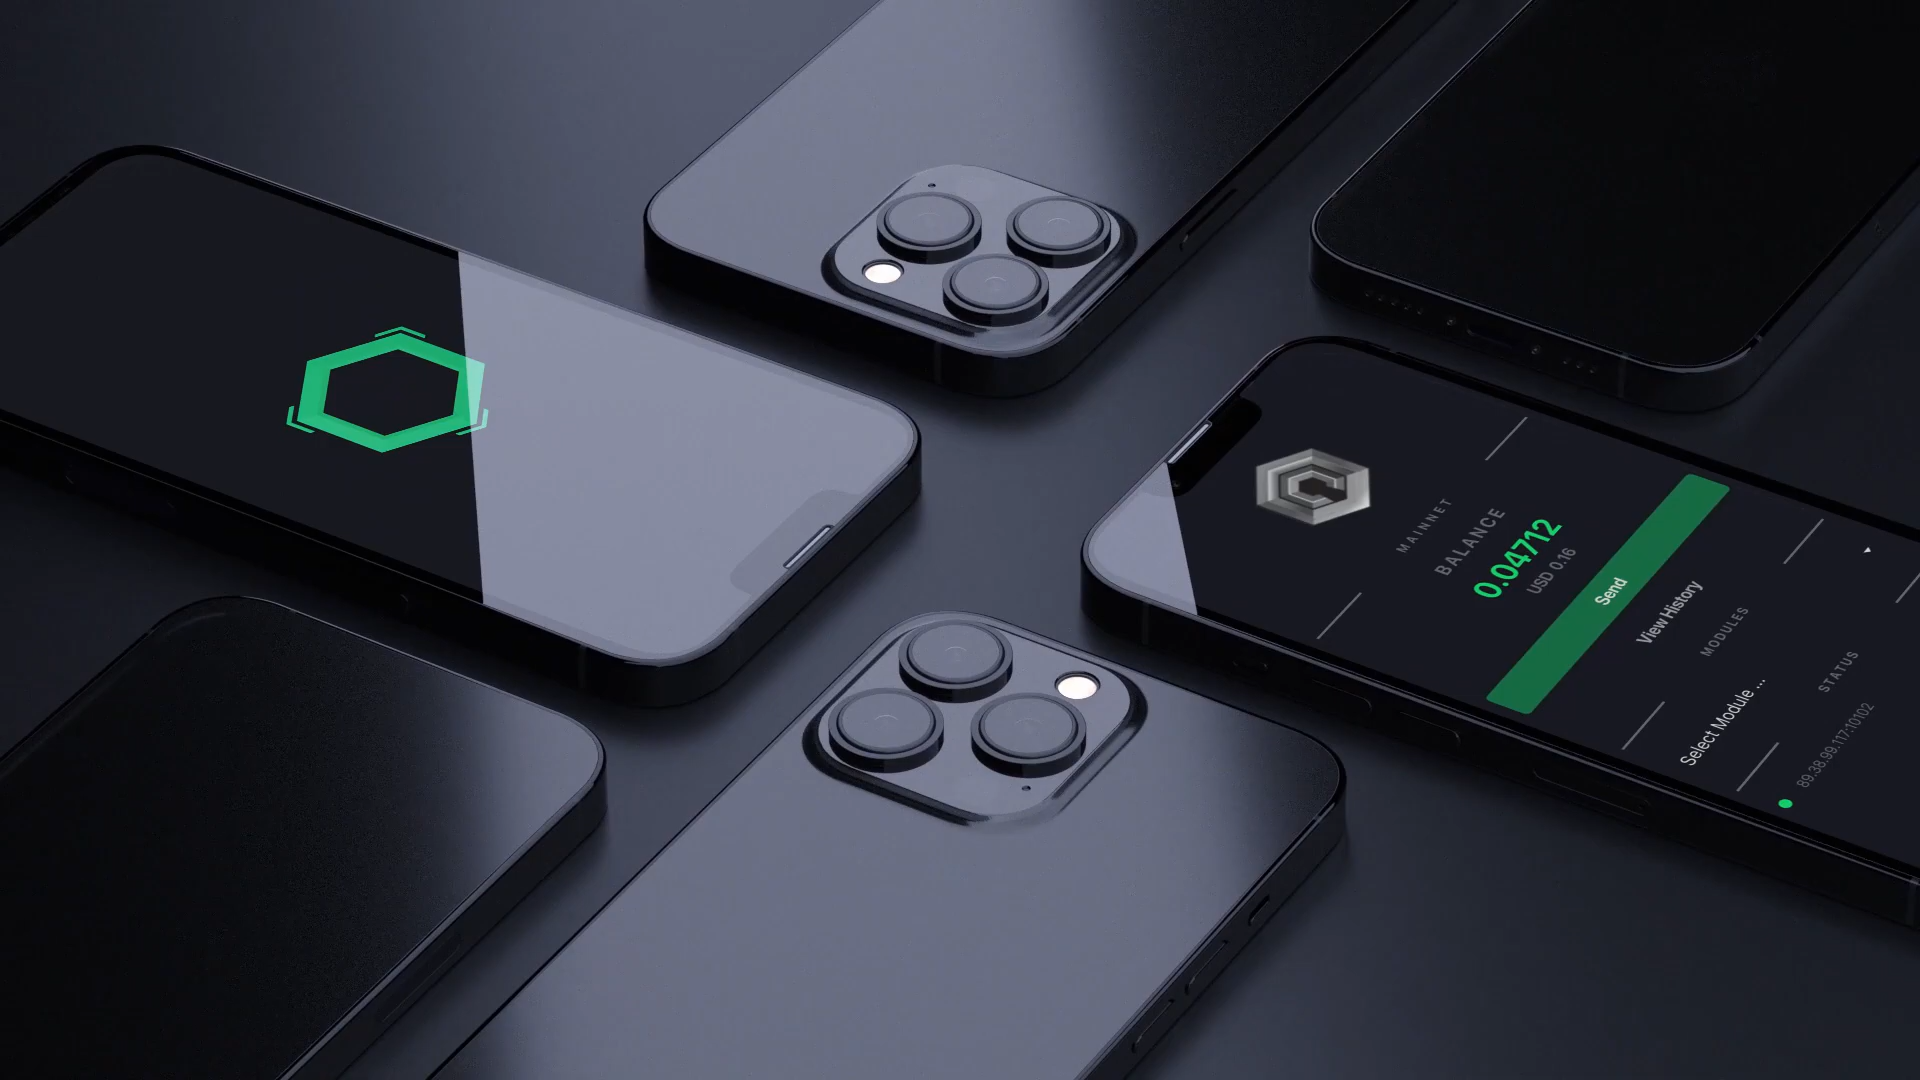 MAINNET
BALANCE
0.04712
USD 0.16
Send
View History
MODULES
Select Module ...
STATUS
89.38.99.117:10102